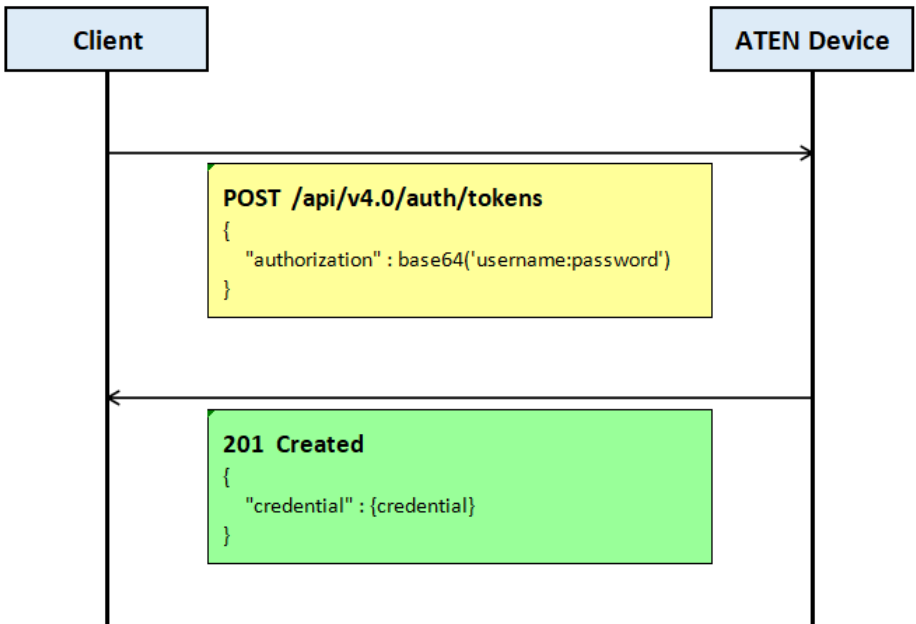 Client
ATEN Device
POST /api/v4.0/auth/tokens
{
"authorization" : base64('username:password')
}
201 Created
{
"credential" : {credential}
}